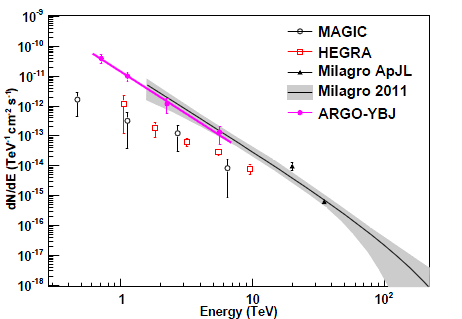 10⁻⁹
10⁻¹⁰
10⁻¹¹
10⁻¹²
10⁻¹³
10⁻¹⁴
10⁻¹⁵
10⁻¹⁶
10⁻¹⁷
10⁻¹⁸
dN/dE (TeV⁻¹ cm⁻² s⁻¹)
MAGIC
HEGRA
Milagro ApJL
Milagro 2011
ARGO-YBJ
1
10
10²
Energy (TeV)